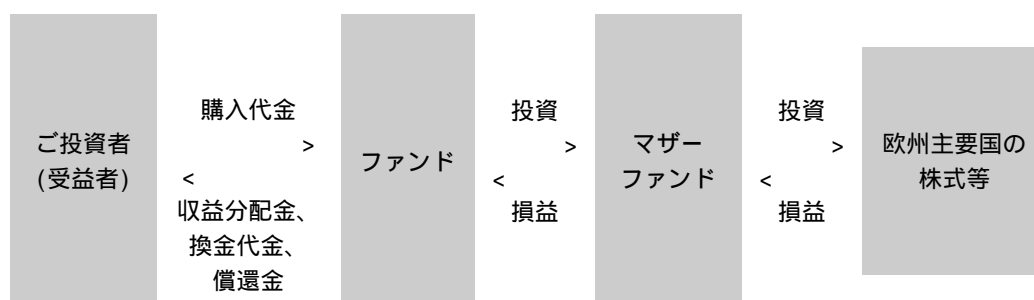 ご投資者
(受益者)
購入代金
>
<
収益分配金、
換金代金、
償還金
ファンド
投資
>
<
損益
マザー
ファンド
投資
>
<
損益
欧州主要国の
株式等